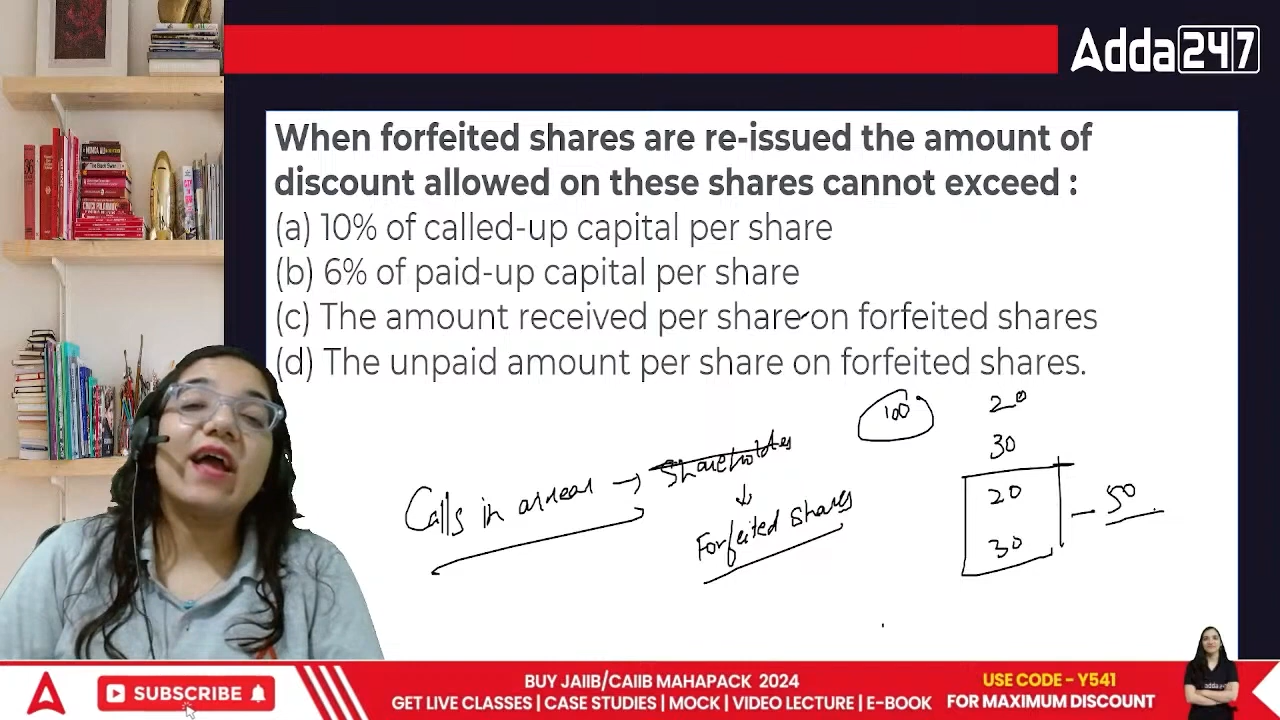 Adda247
When forfeited shares are re-issued the amount of
discount allowed on these shares cannot exceed :
(a) 10% of called-up capital per share
(b) 6% of paid-up capital per share
(c) The amount received per share on forfeited shares
(d) The unpaid amount per share on forfeited shares.
100
20
30
20
30
50
Calls in arrear → Shareholders
↓
Forfeited shares
SUBSCRIBE
BUY JAIIB/CAIIB MAHAPACK 2024
GET LIVE CLASSES | CASE STUDIES | MOCK | VIDEO LECTURE | E-BOOK
USE CODE - Y541
FOR MAXIMUM DISCOUNT